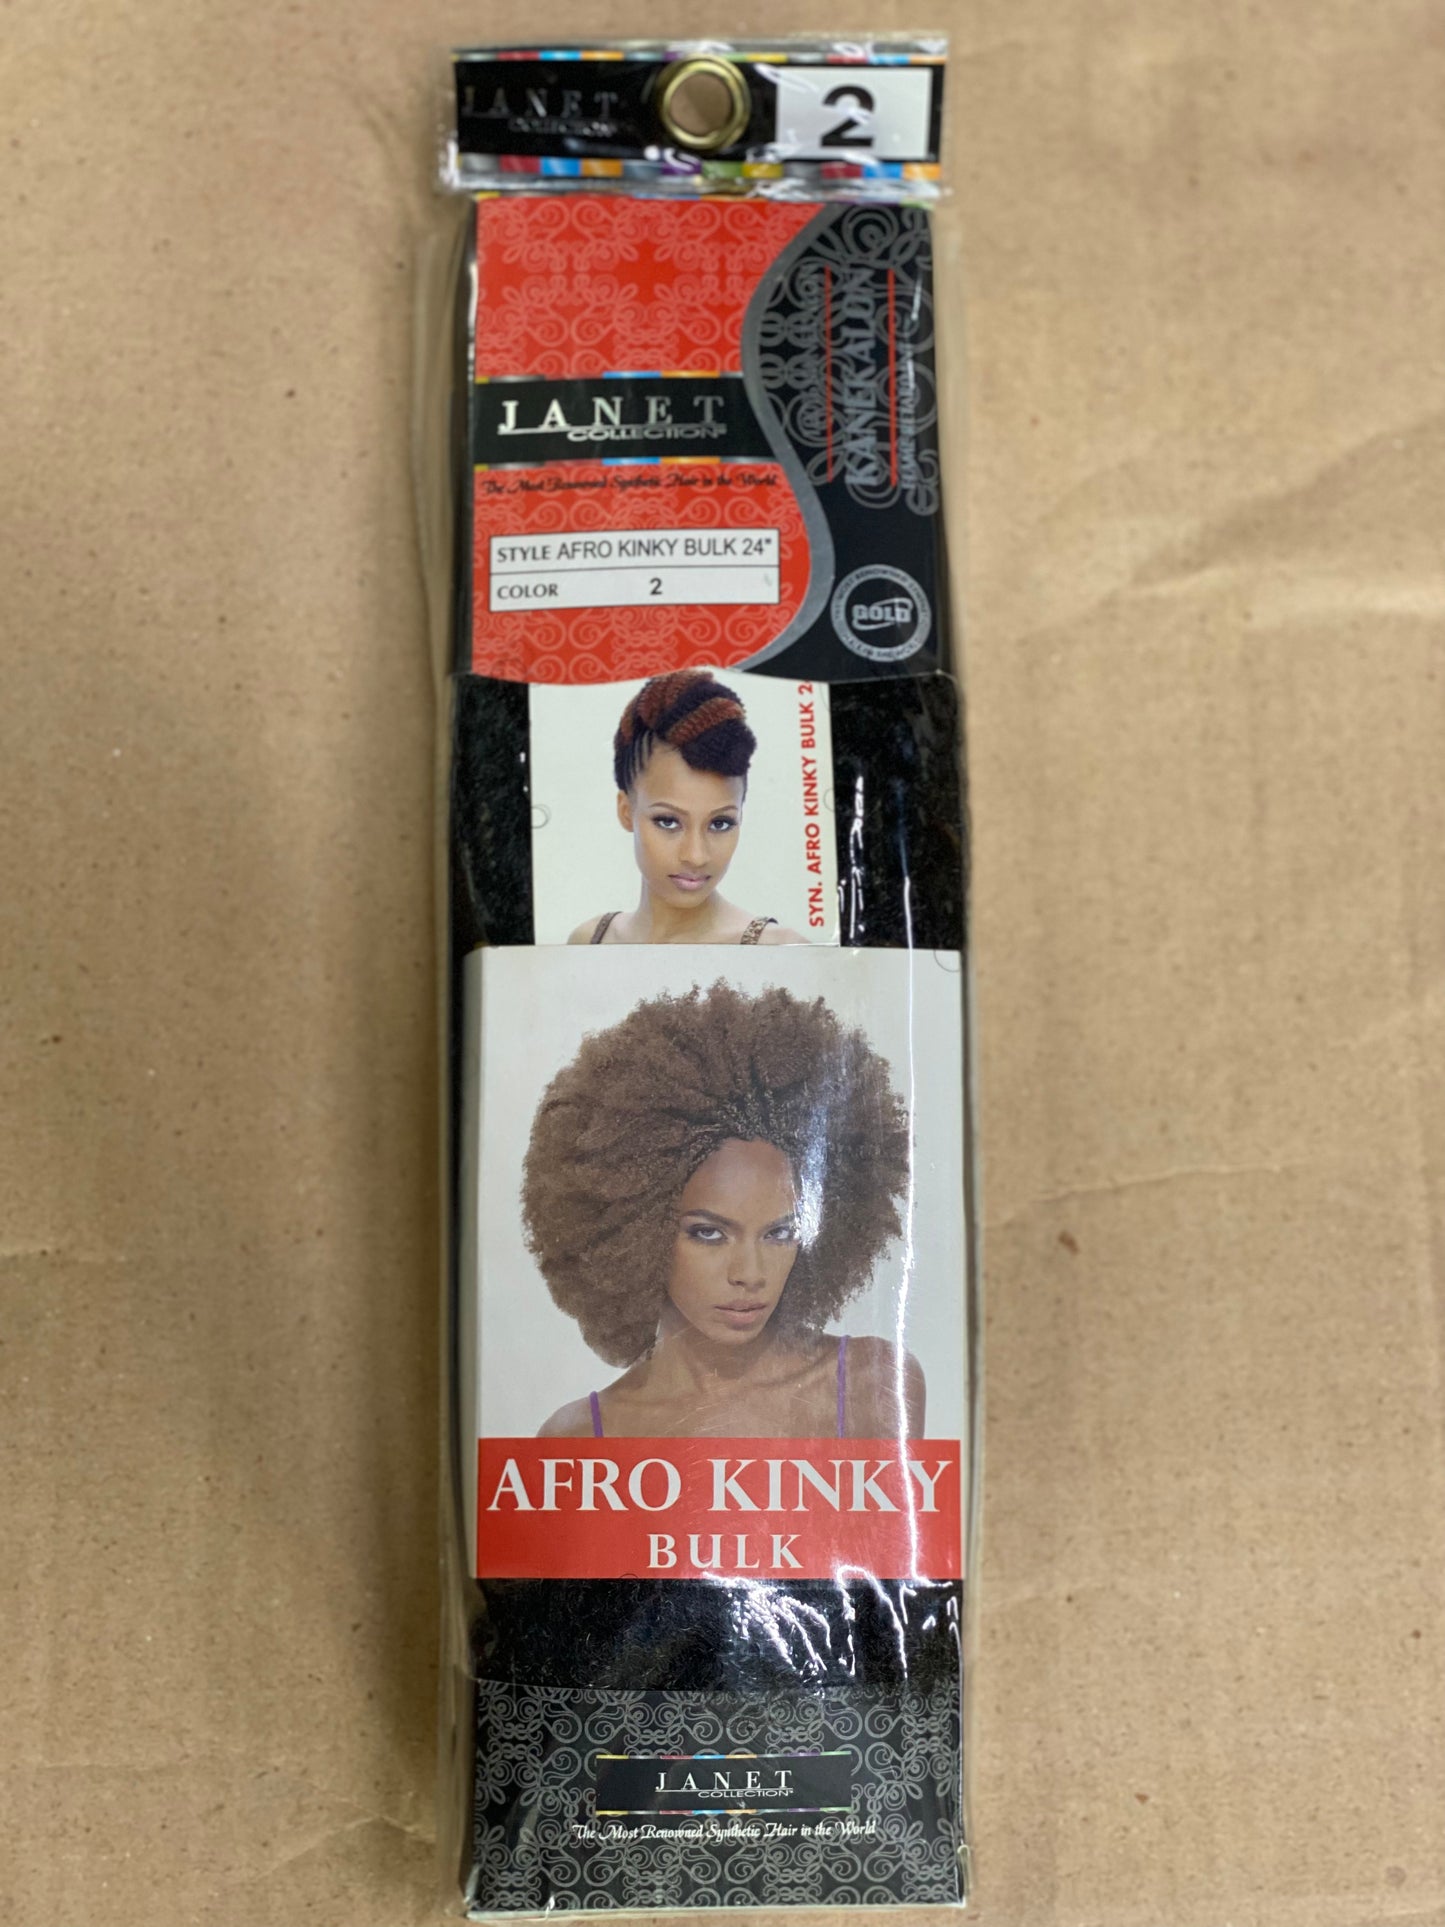 JANET
COLLECTION
2
KANEKALON
JANET
COLLECTION
The Most Renowned Synthetic Hair in the World
STYLE AFRO KINKY BULK 24"
COLOR 2
GOLD
SYN. AFRO KINKY BULK 2
AFRO KINKY
BULK
JANET
COLLECTION
The Most Renowned Synthetic Hair in the World